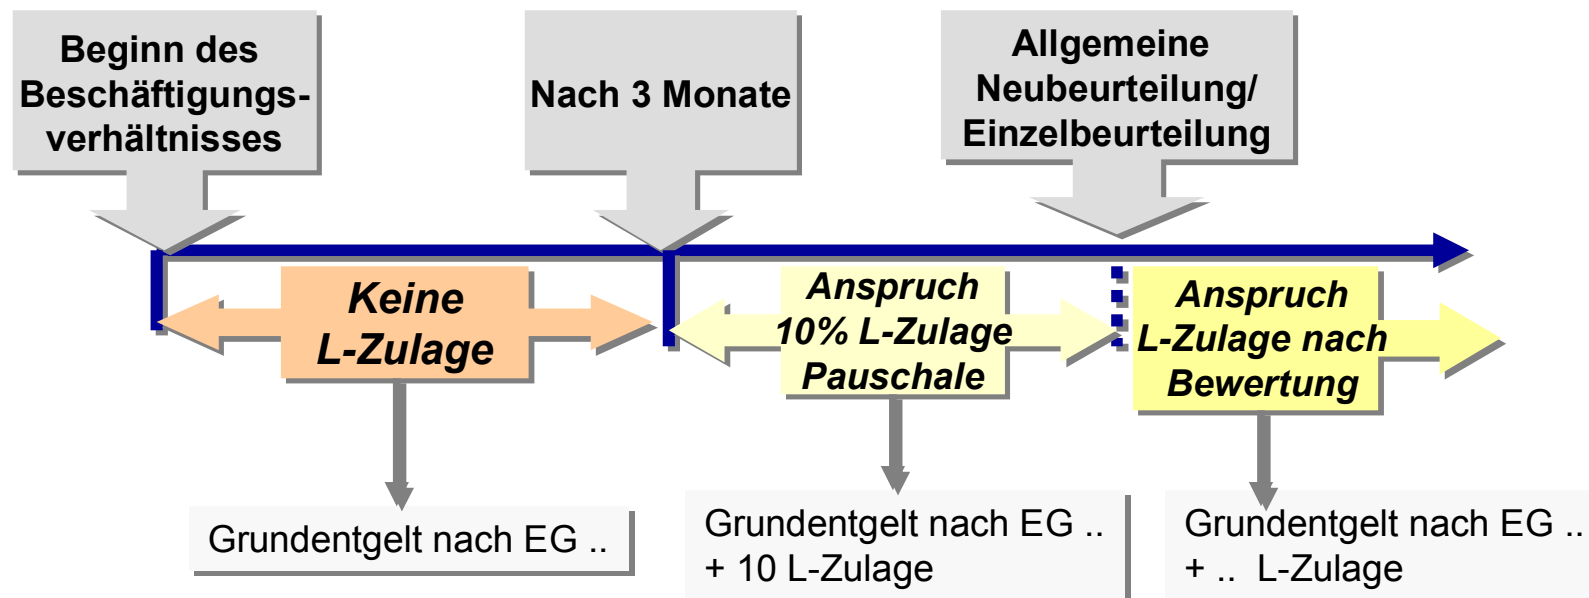 Beginn des
Beschäftigungs-
verhältnisses
Nach 3 Monate
Allgemeine
Neubeurteilung/
Einzelbeurteilung
Keine
L-Zulage
Anspruch
10% L-Zulage
Pauschale
Anspruch
L-Zulage nach
Bewertung
Grundentgelt nach EG ..
Grundentgelt nach EG ..
+ 10 L-Zulage
Grundentgelt nach EG ..
+ .. L-Zulage